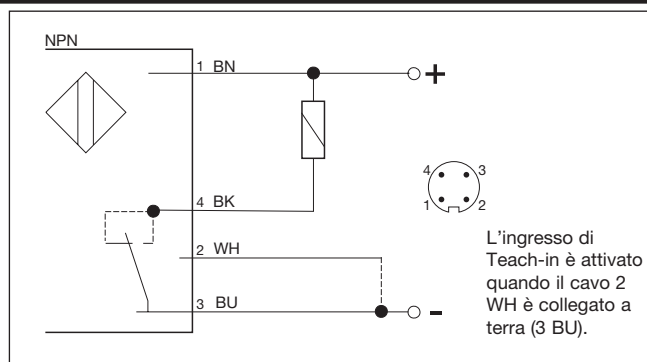 NPN
1 BN
+
4 BK
4 3
1 2
2 WH
3 BU
-
L'ingresso di
Teach-in è attivato
quando il cavo 2
WH è collegato a
terra (3 BU).